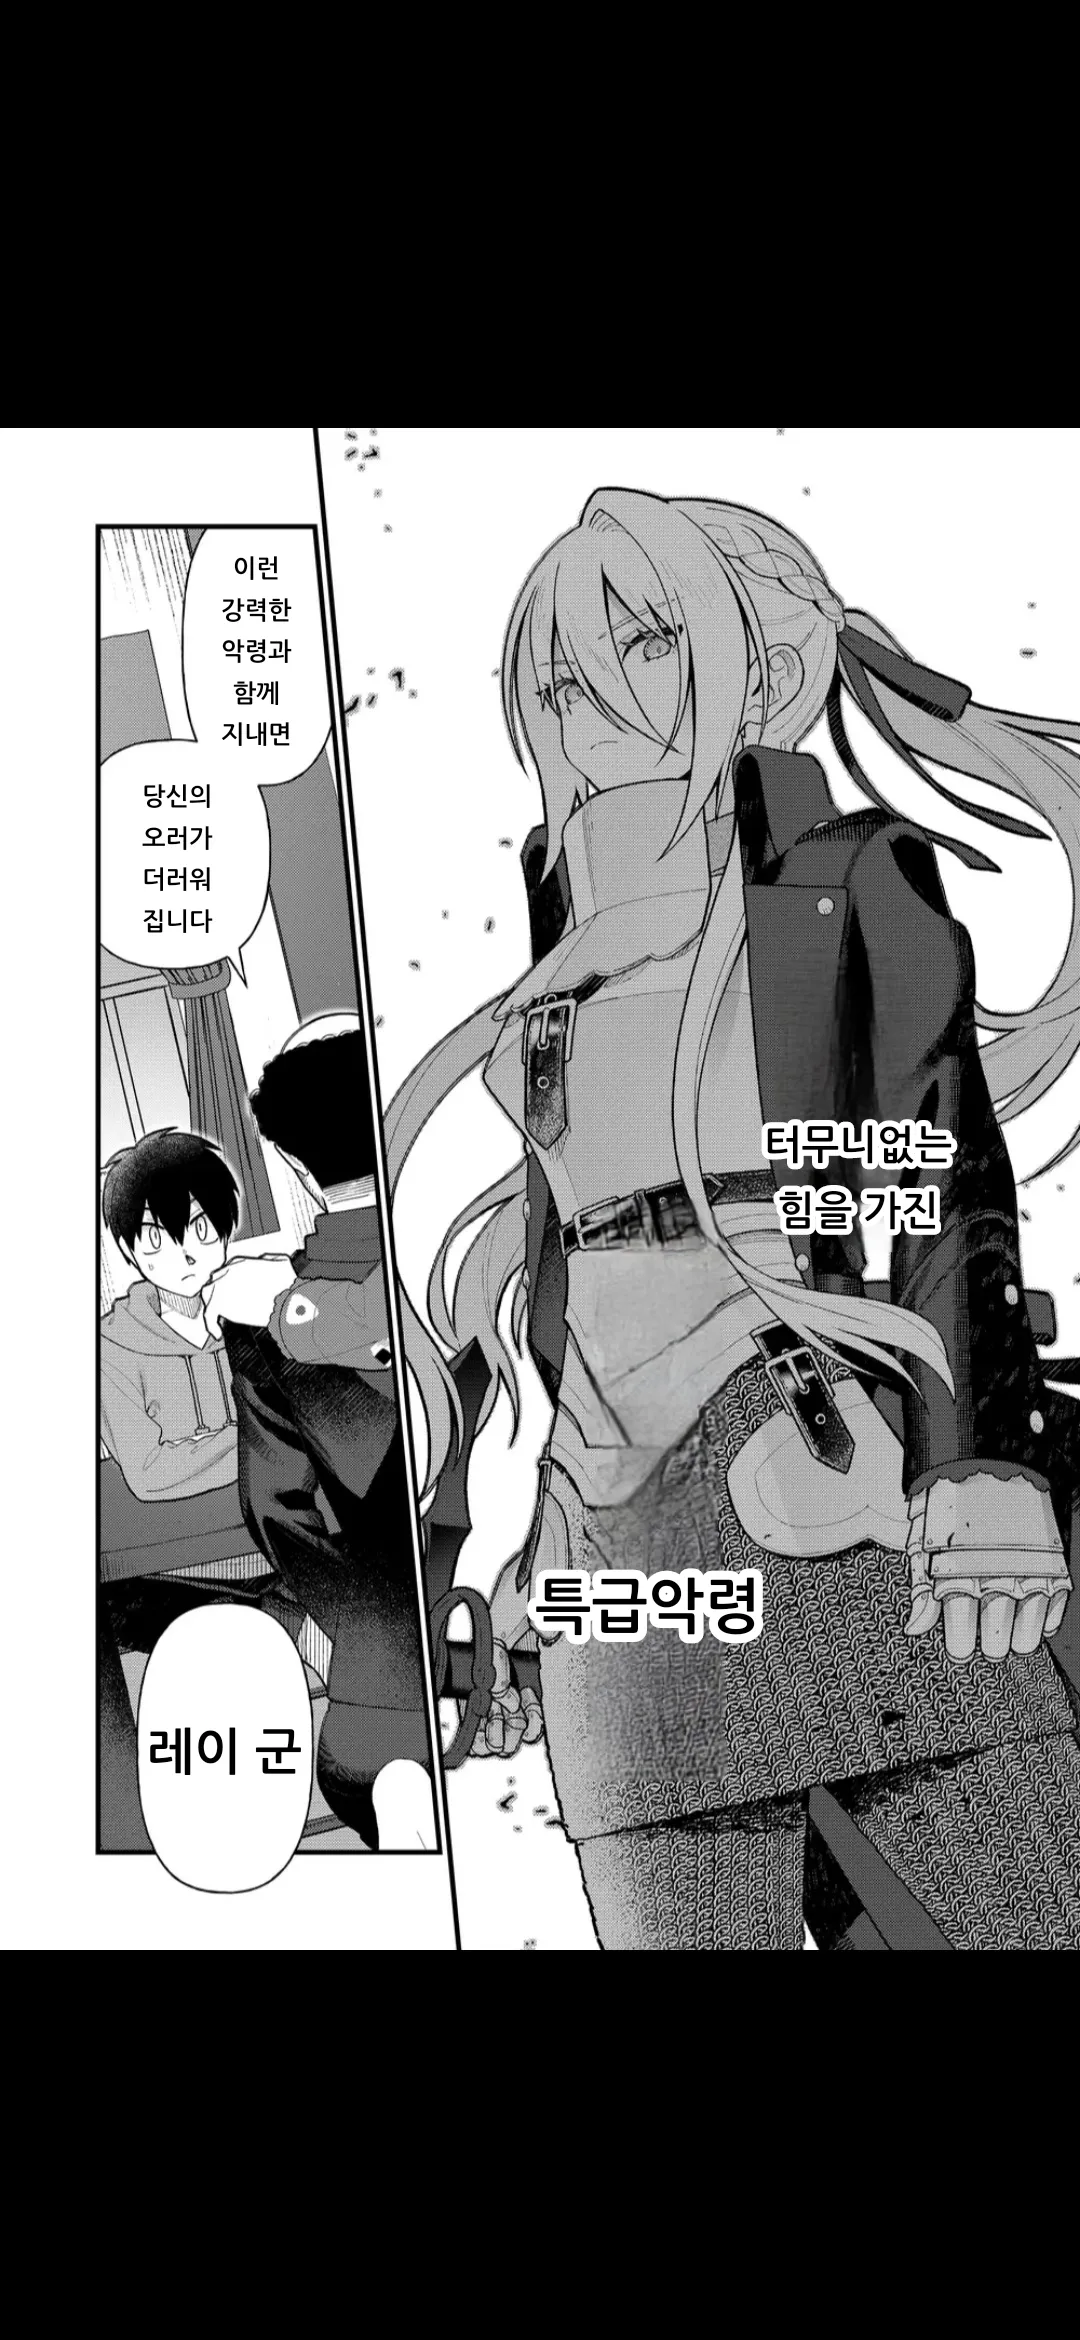 터무니없는
힘을 가진
특급악령
이런
강력한
악령과
함께
지내면
당신의
오러가
더러워
집니다
레이 군